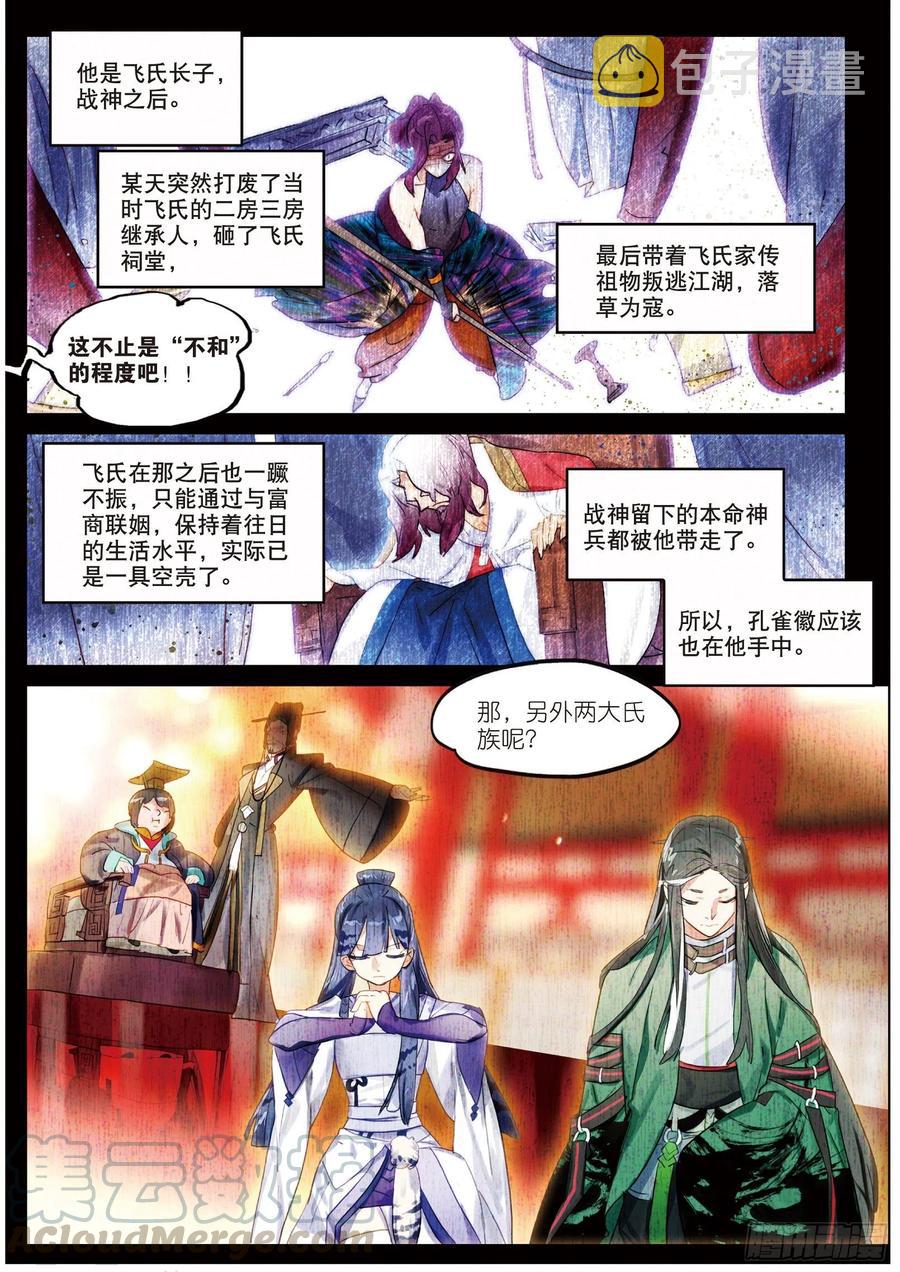 包子漫畫
他是飞氏长子，
战神之后。
某天突然打废了当
时飞氏的二房三房
继承人，砸了飞氏
祠堂，
最后带着飞氏家传
祖物叛逃江湖，落
草为寇。
这不止是“不和”
的程度吧！！
飞氏在那之后也一蹶
不振，只能通过与富
商联姻，保持着往日
的生活水平，实际已
是一具空壳了。
战神留下的本命神
兵都被他带走了。
所以，孔雀徽应该
也在他手中。
那，另外两大氏
族呢？
集云数据
AcloudMerge.com
腾讯动漫